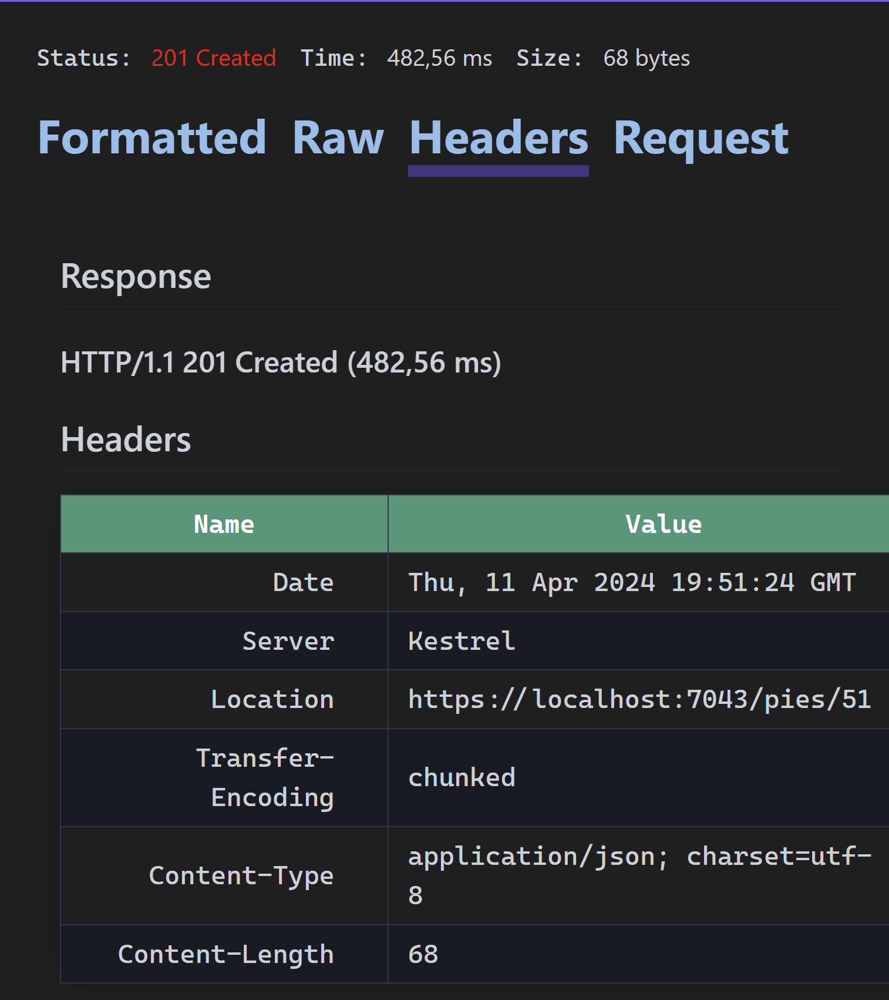 Status: 201 Created Time: 482,56 ms Size: 68 bytes
Formatted Raw Headers Request
Response
HTTP/1.1 201 Created (482,56 ms)
Headers
Name Value
Date Thu, 11 Apr 2024 19:51:24 GMT
Server Kestrel
Location https://localhost:7043/pies/51
Transfer-
Encoding
chunked
Content-Type
application/json; charset=utf-
8
Content-Length 68